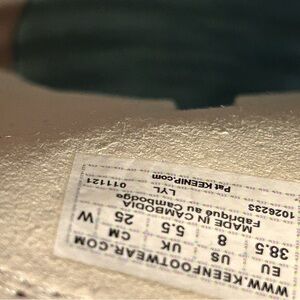 WWW.KEENFOOTWEAR.COM
EU US UK CM
38.5 8 5.5 25 W
MADE IN CAMBODIA
Fabriqué au Cambodge
1026233 LYL 011121
Pat KEENIP.com